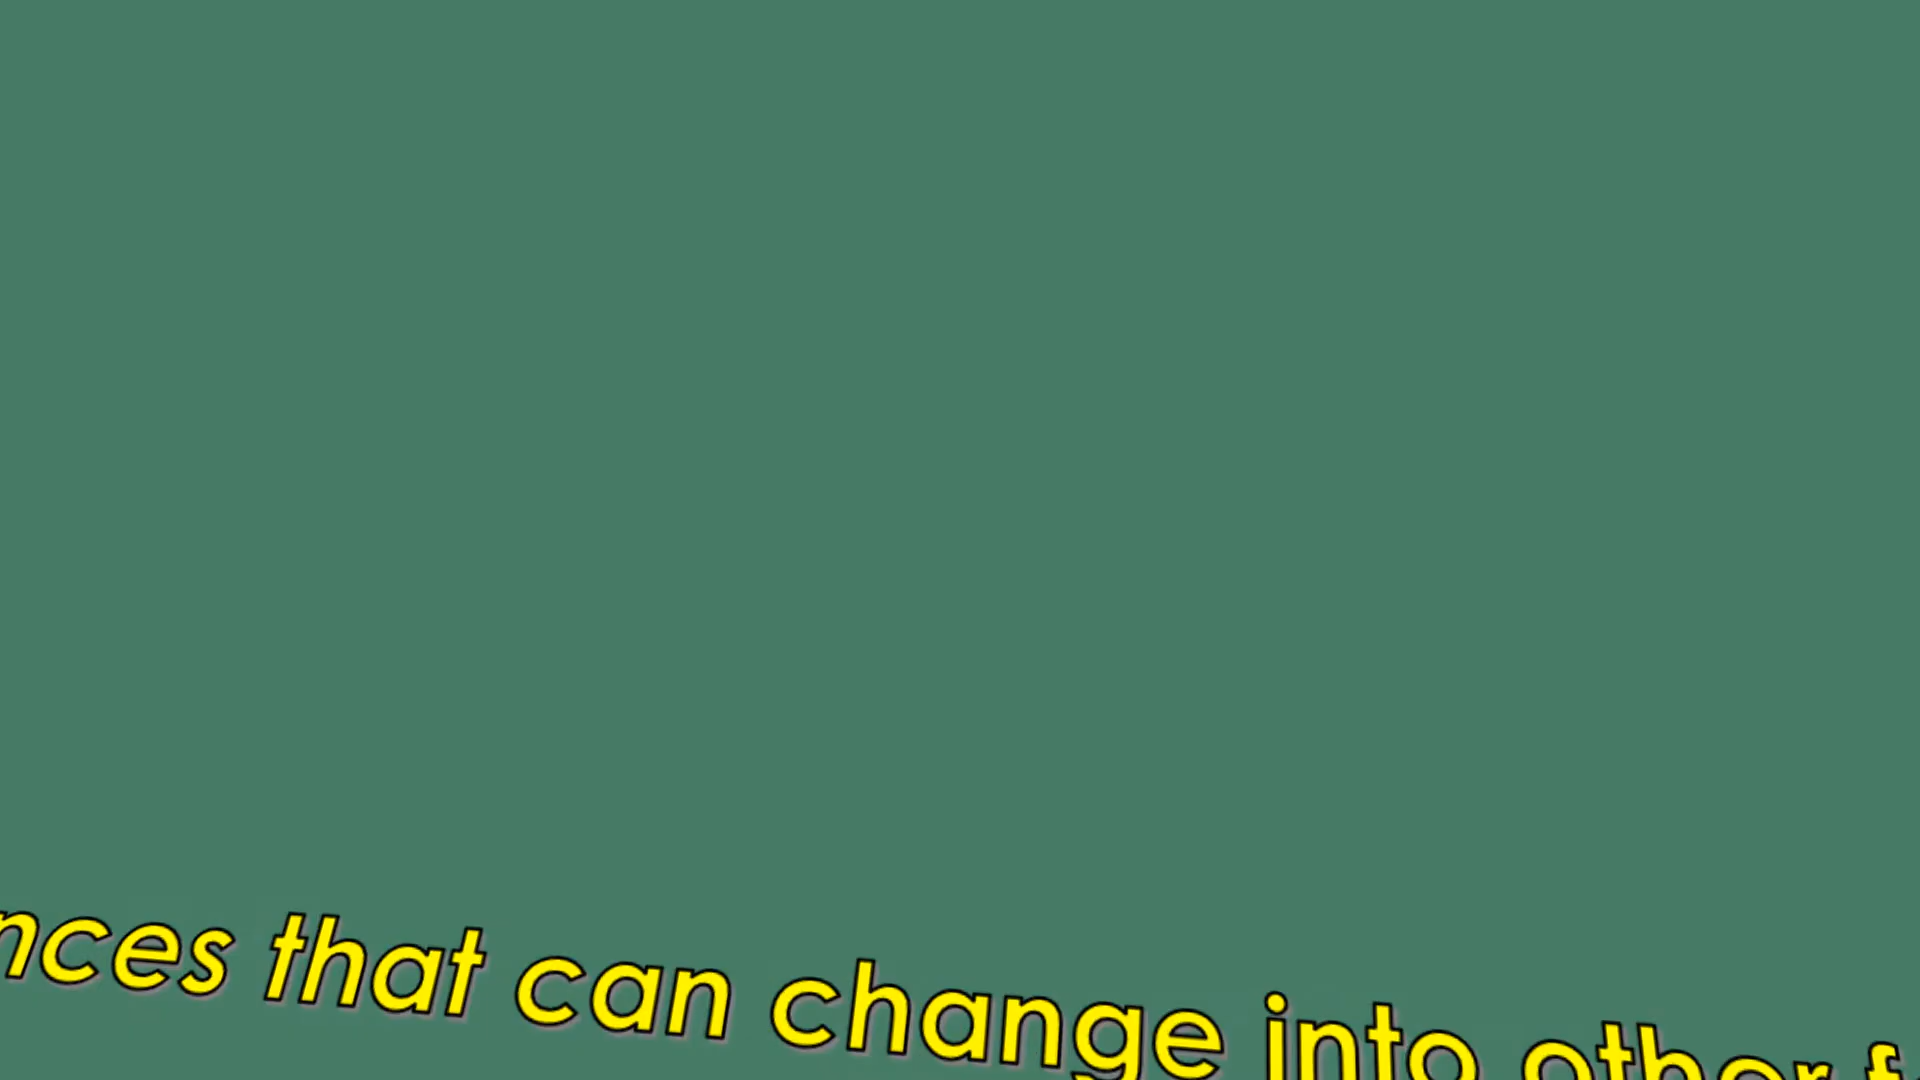 nces that can change into other f